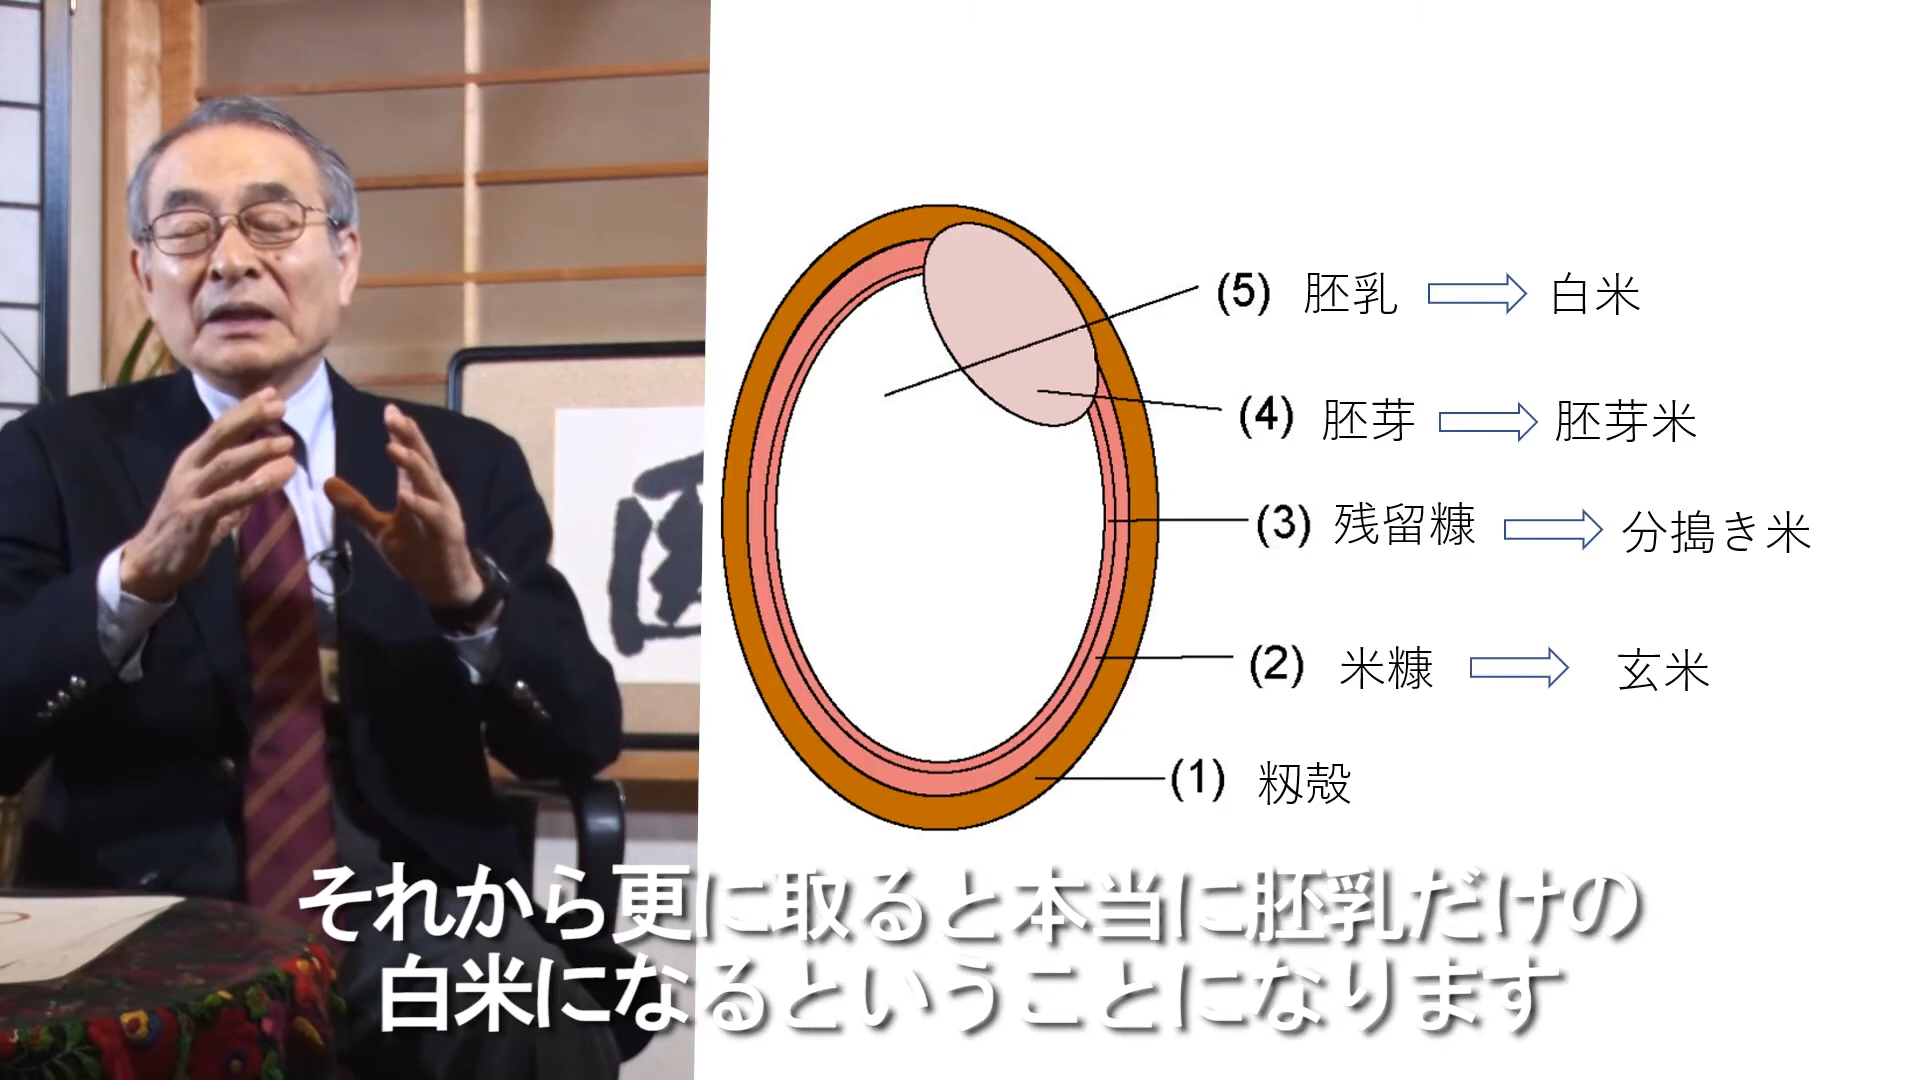 (5) 胚乳 ⇨ 白米
(4) 胚芽 ⇨ 胚芽米
(3) 残留糠 ⇨ 分搗き米
(2) 米糠 ⇨ 玄米
(1) 籾殻
それから更に取ると本当に胚乳だけの
白米になるということになります